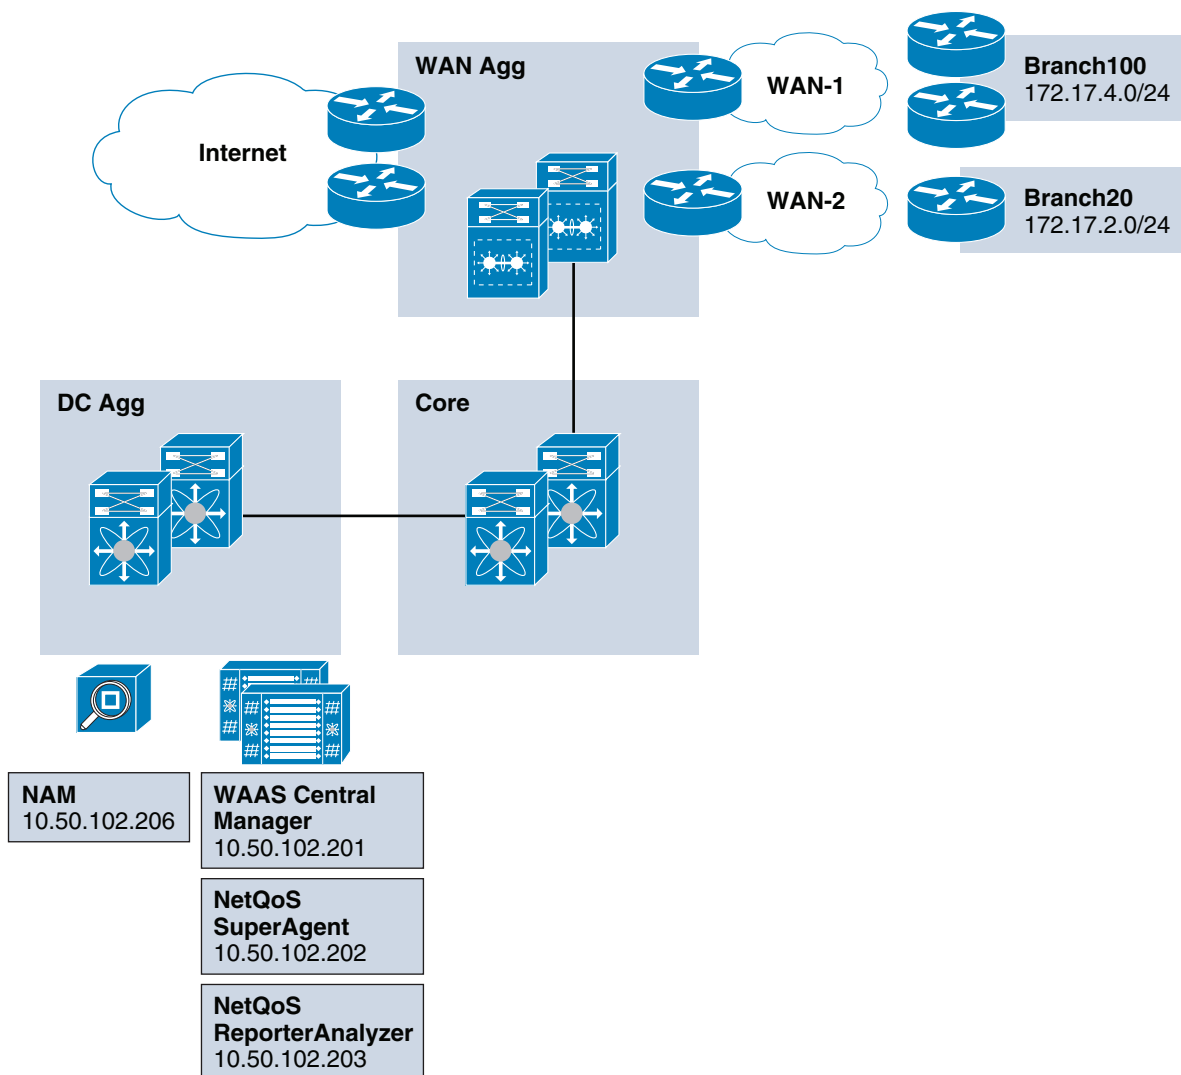 WAN Agg
Internet
WAN-1
WAN-2
Branch100
172.17.4.0/24
Branch20
172.17.2.0/24
DC Agg
Core
NAM
10.50.102.206
WAAS Central
Manager
10.50.102.201
NetQoS
SuperAgent
10.50.102.202
NetQoS
ReporterAnalyzer
10.50.102.203